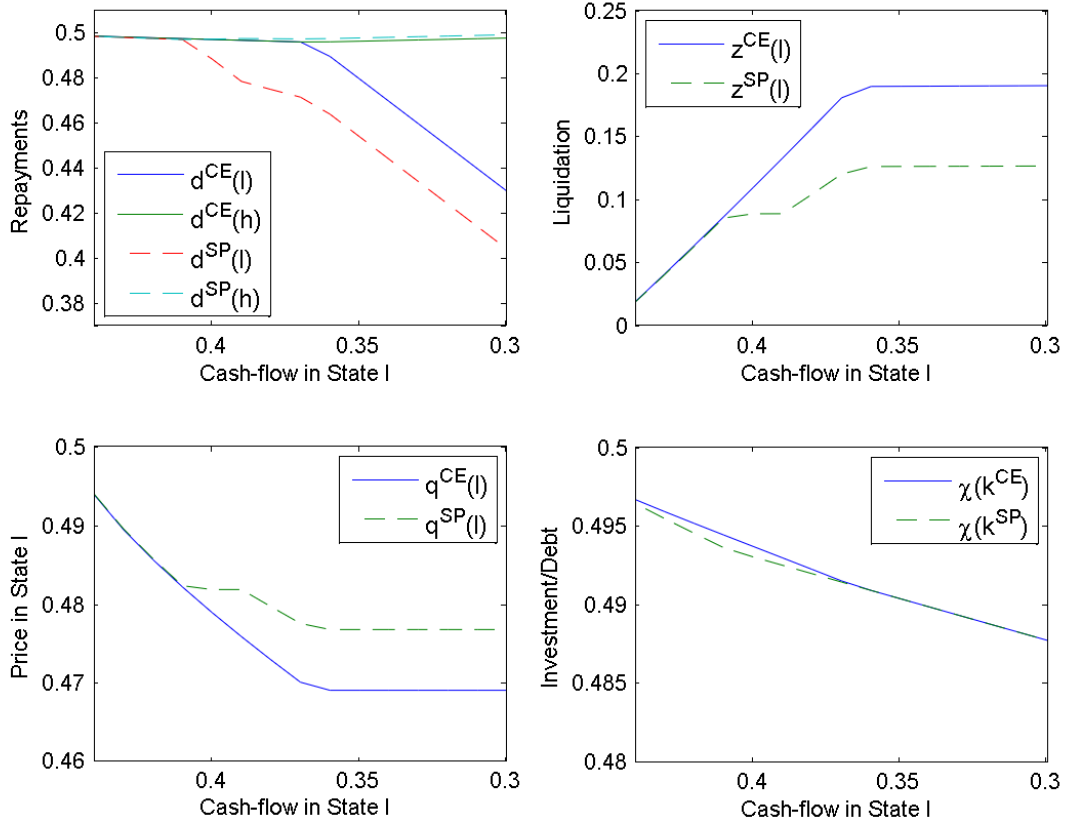 0.5
0.48
0.46
0.44
0.42
0.4
0.38
Repayments
d^CE(l)
d^CE(h)
d^SP(l)
d^SP(h)
0.4 0.35 0.3
Cash-flow in State l
0.25
0.2
0.15
0.1
0.05
0
Liquidation
z^CE(l)
z^SP(l)
0.4 0.35 0.3
Cash-flow in State l
0.5
0.49
0.48
0.47
0.46
Price in State l
q^CE(l)
q^SP(l)
0.4 0.35 0.3
Cash-flow in State l
0.5
0.495
0.49
0.485
0.48
Investment/Debt
χ(k^CE)
χ(k^SP)
0.4 0.35 0.3
Cash-flow in State l